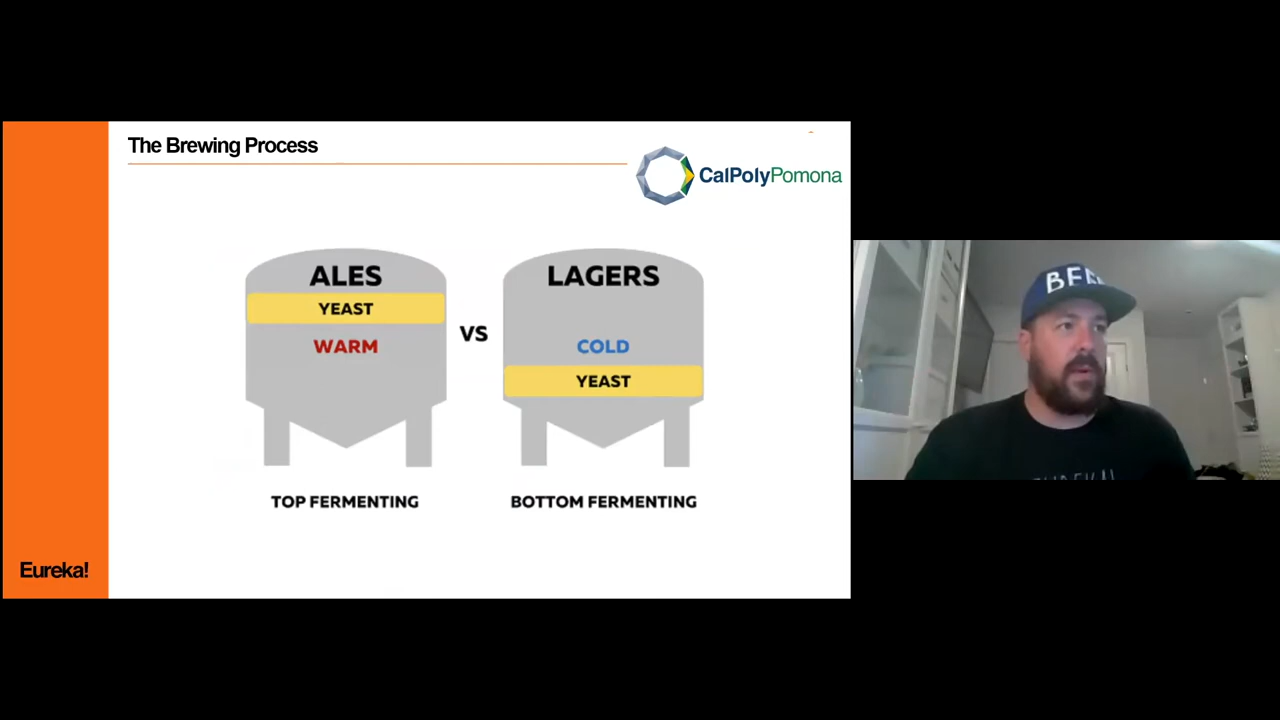 The Brewing Process
CalPolyPomona
ALES
YEAST
WARM
TOP FERMENTING
VS
LAGERS
COLD
YEAST
BOTTOM FERMENTING
Eureka!